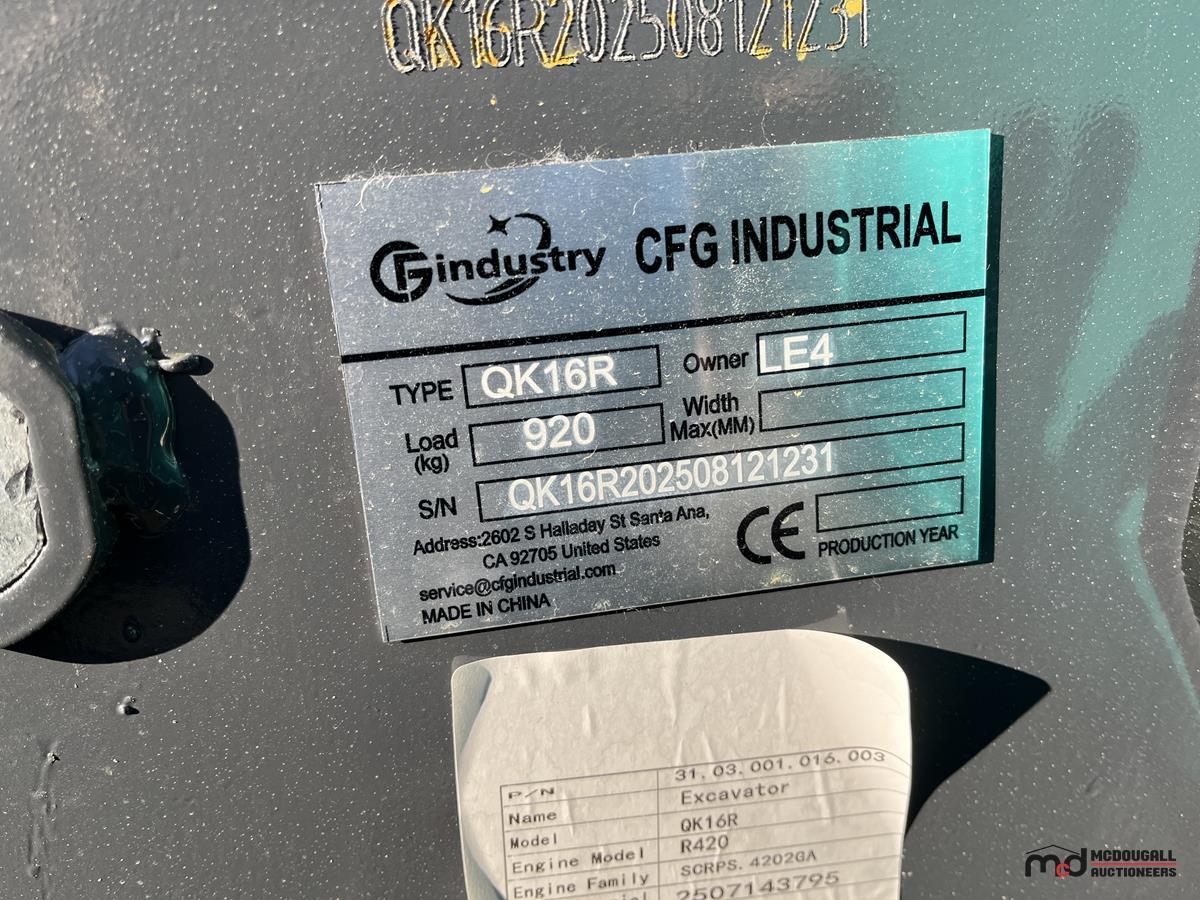 QK16R202508121231
CFGindustry CFG INDUSTRIAL
TYPE QK16R Owner LE4
Load (kg) 920 Width Max(MM)
S/N QK16R202508121231
Address:2602 S Halladay St Santa Ana,
CA 92705 United States
service@cfgindustrial.com
MADE IN CHINA
CE PRODUCTION YEAR
P/N 31.03.001.016.003
Name Excavator
Model QK16R
Engine Model R420
Engine Family SCRPS.4202GA
2507143795
mcd MCDOUGALL
AUCTIONEERS